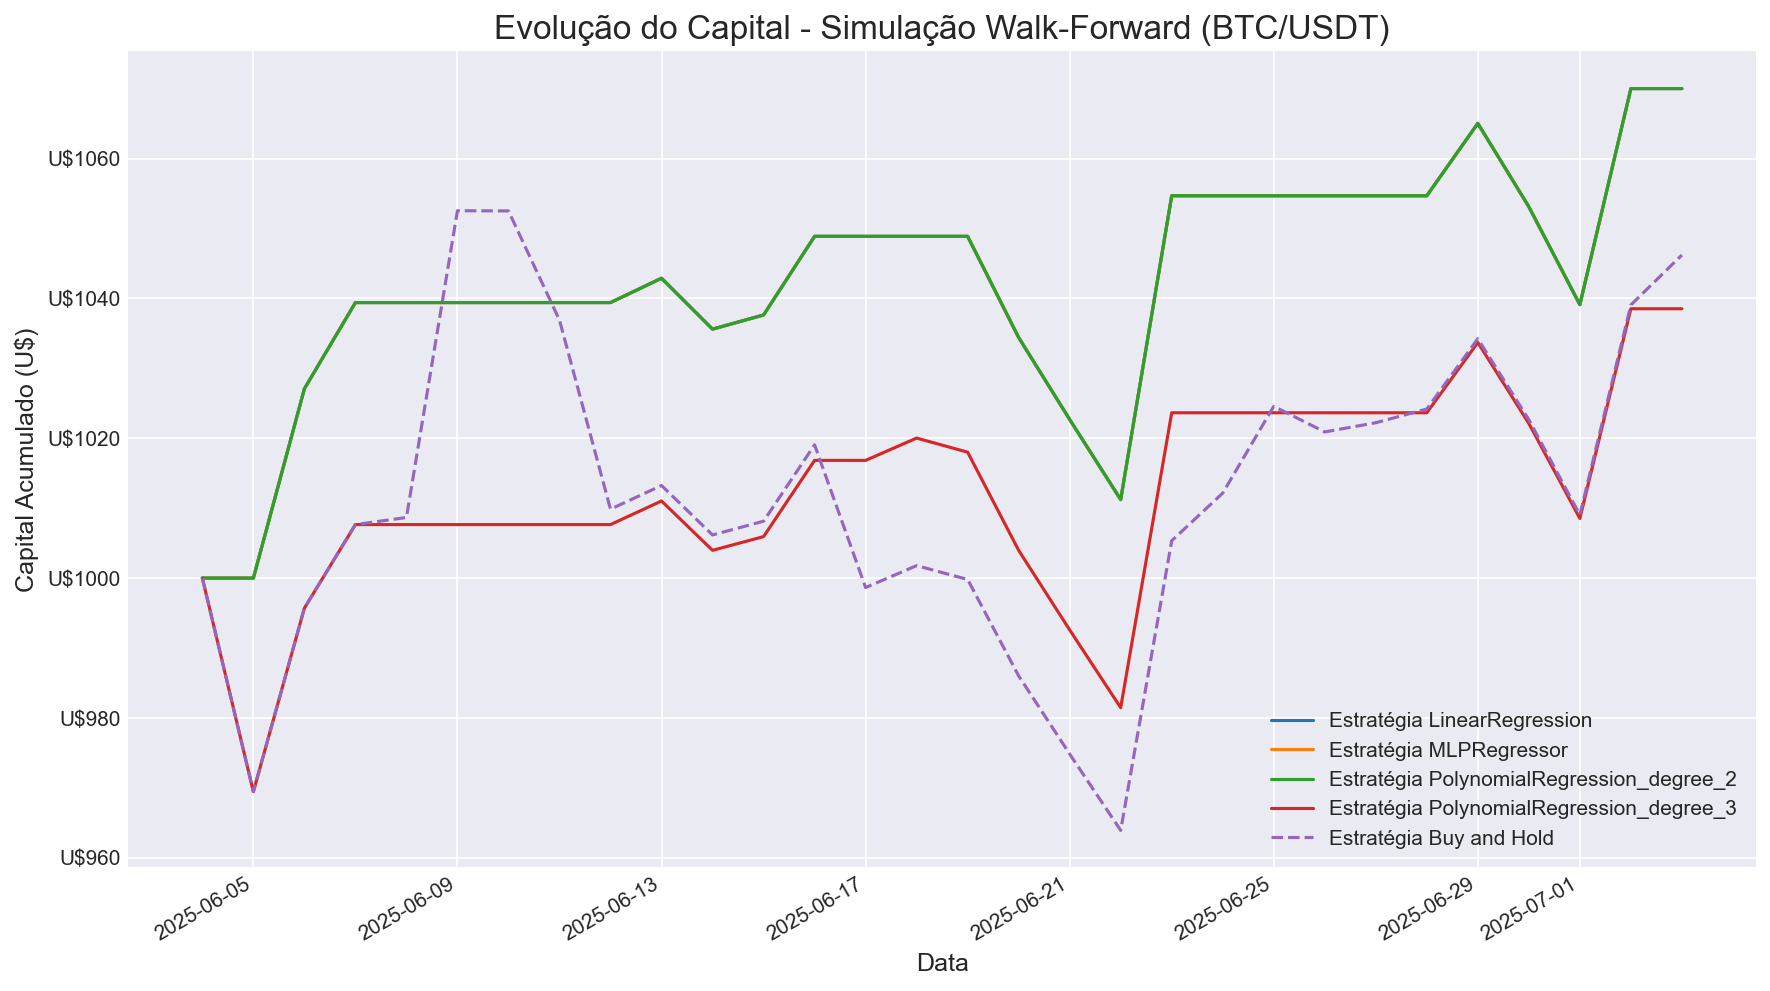 Evolução do Capital - Simulação Walk-Forward (BTC/USDT)
Capital Acumulado (U$)
U$1060
U$1040
U$1020
U$1000
U$980
U$960
Estratégia LinearRegression
Estratégia MLPRegressor
Estratégia PolynomialRegression_degree_2
Estratégia PolynomialRegression_degree_3
Estratégia Buy and Hold
2025-06-05
2025-06-09
2025-06-13
2025-06-17
2025-06-21
2025-06-25
2025-06-29
2025-07-01
Data